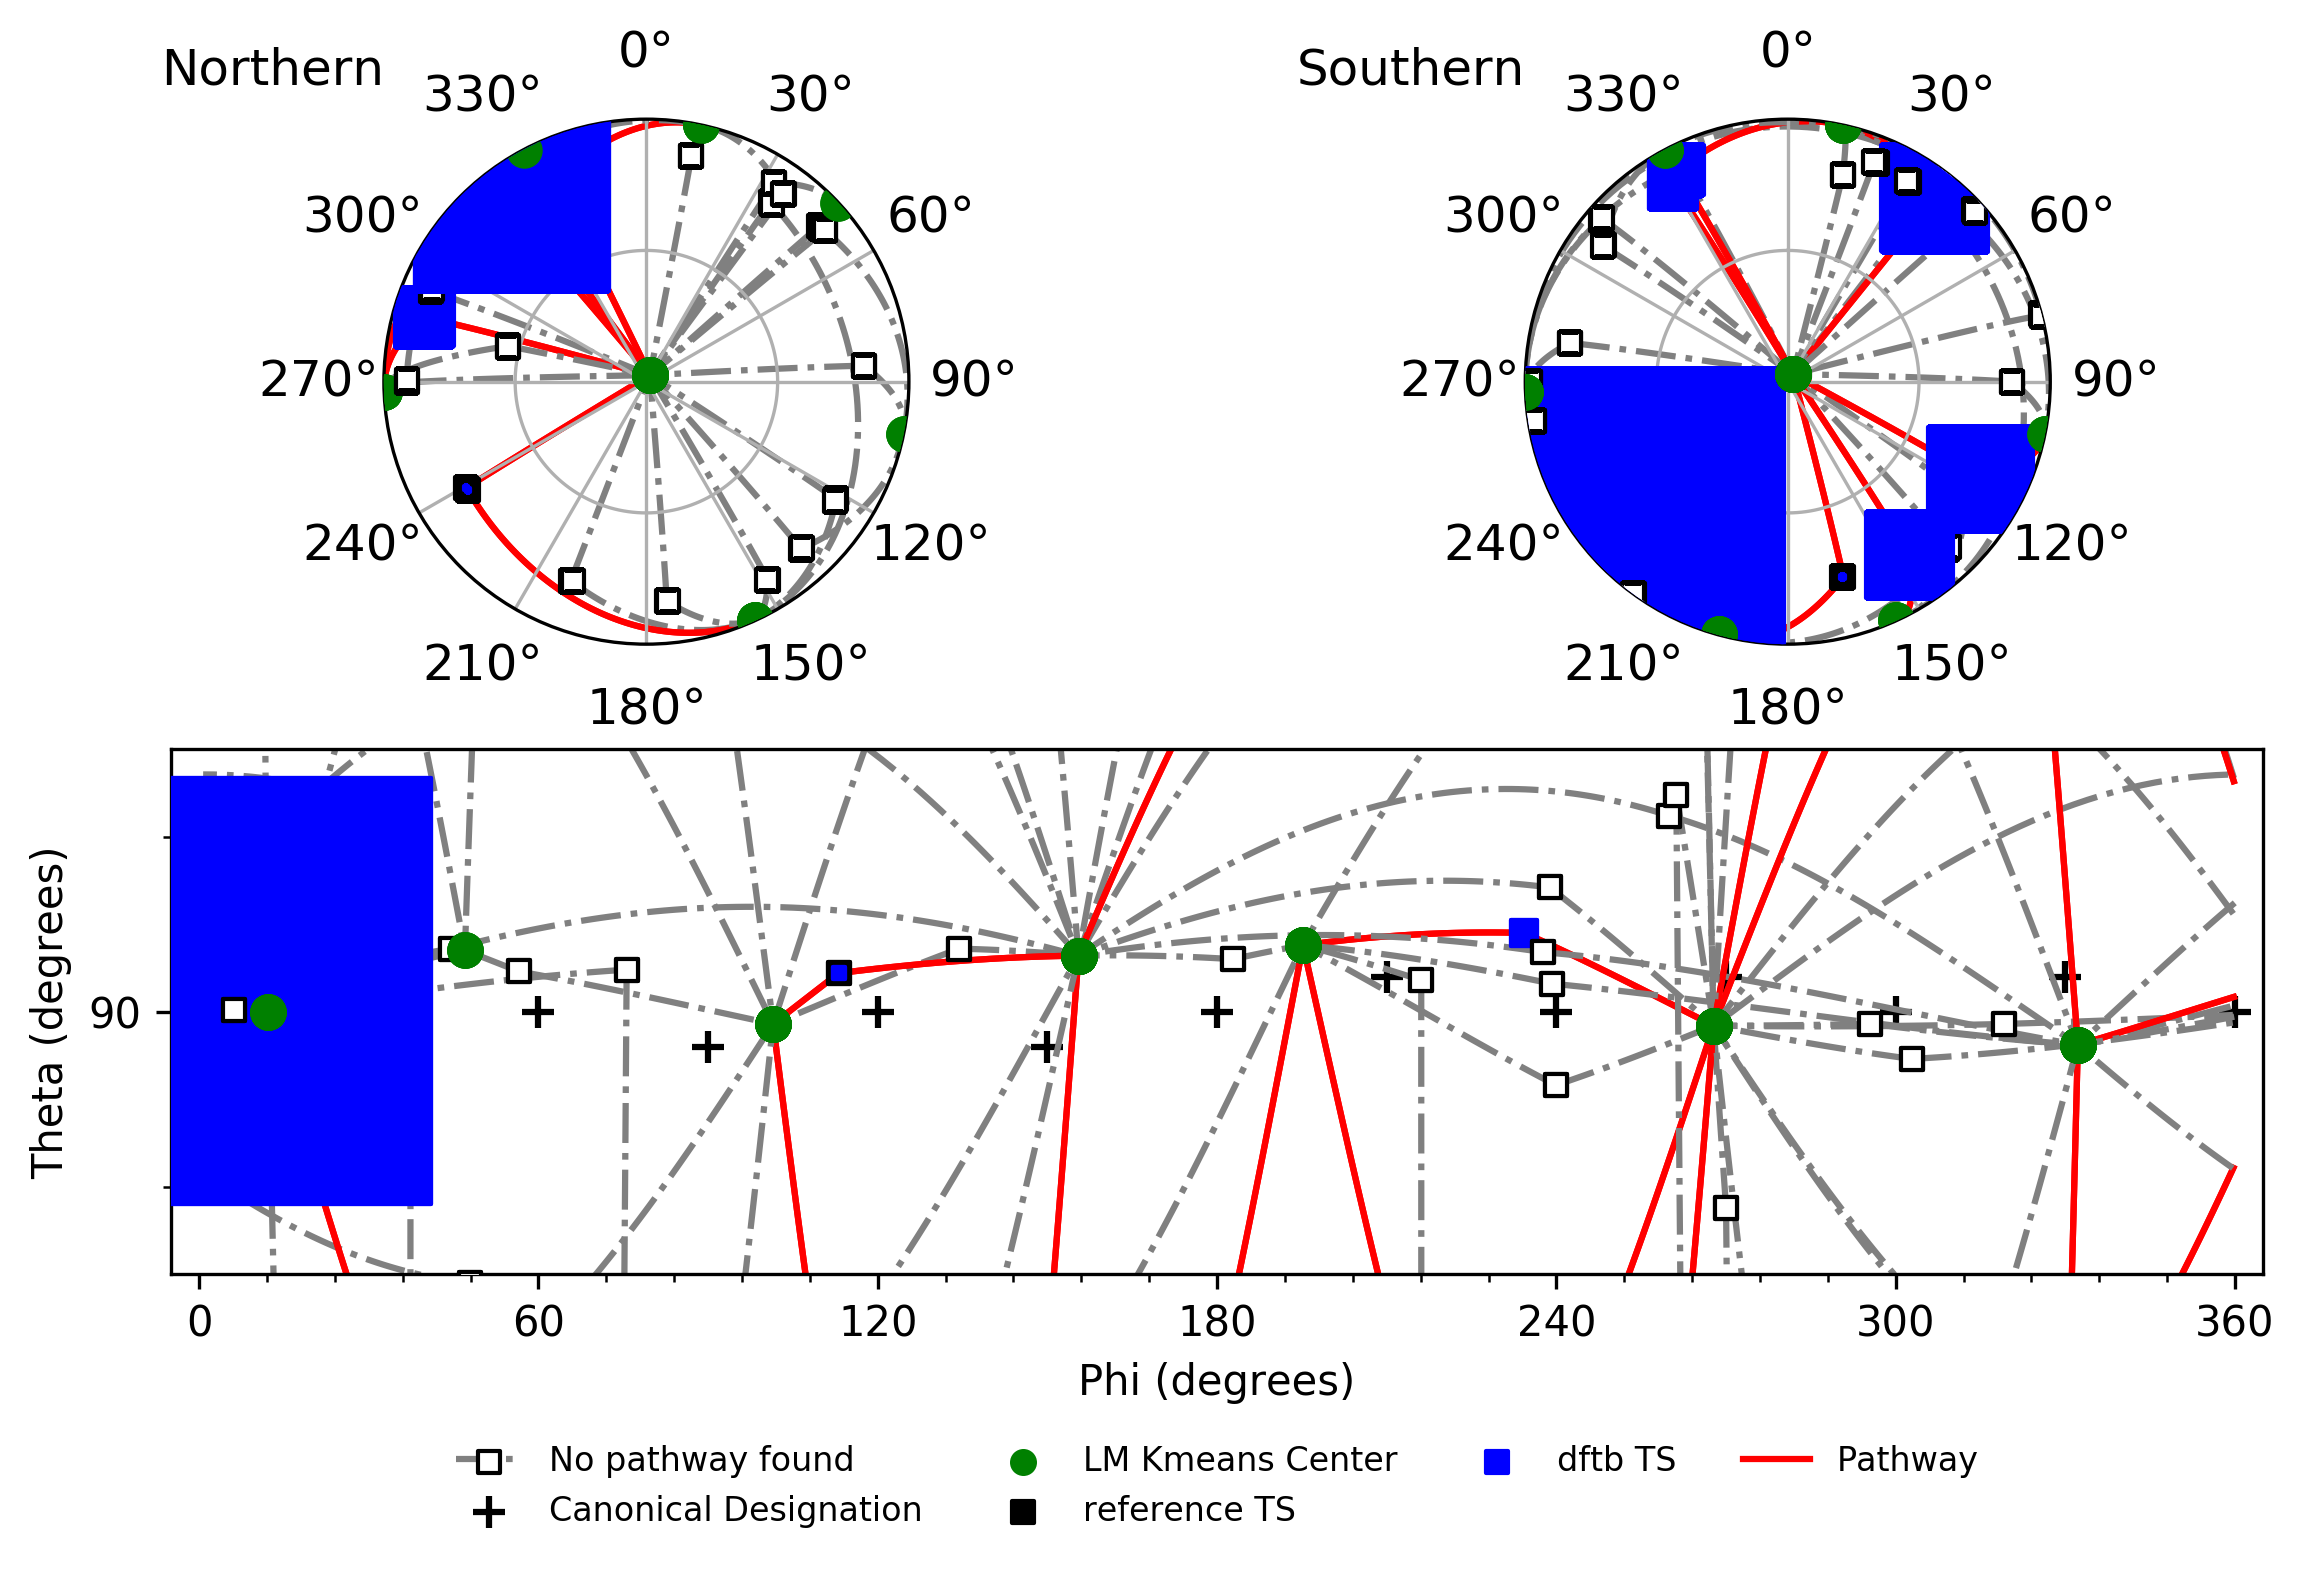 Northern
0°
30°
60°
90°
120°
150°
180°
210°
240°
270°
300°
330°
Southern
0°
30°
60°
90°
120°
150°
180°
210°
240°
270°
300°
330°
Theta (degrees)
90
0 60 120 180 240 300 360
Phi (degrees)
No pathway found
Canonical Designation
LM Kmeans Center
reference TS
dftb TS
Pathway